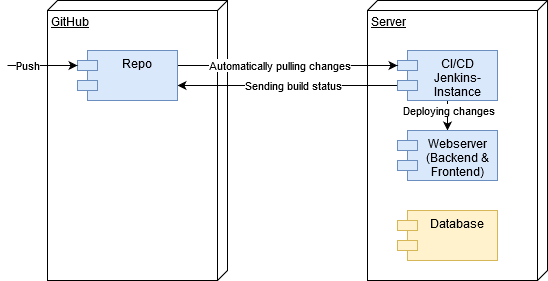 GitHub
Server
Push
Repo
Automatically pulling changes
Sending build status
CI/CD
Jenkins-
Instance
Deploying changes
Webserver
(Backend &
Frontend)
Database